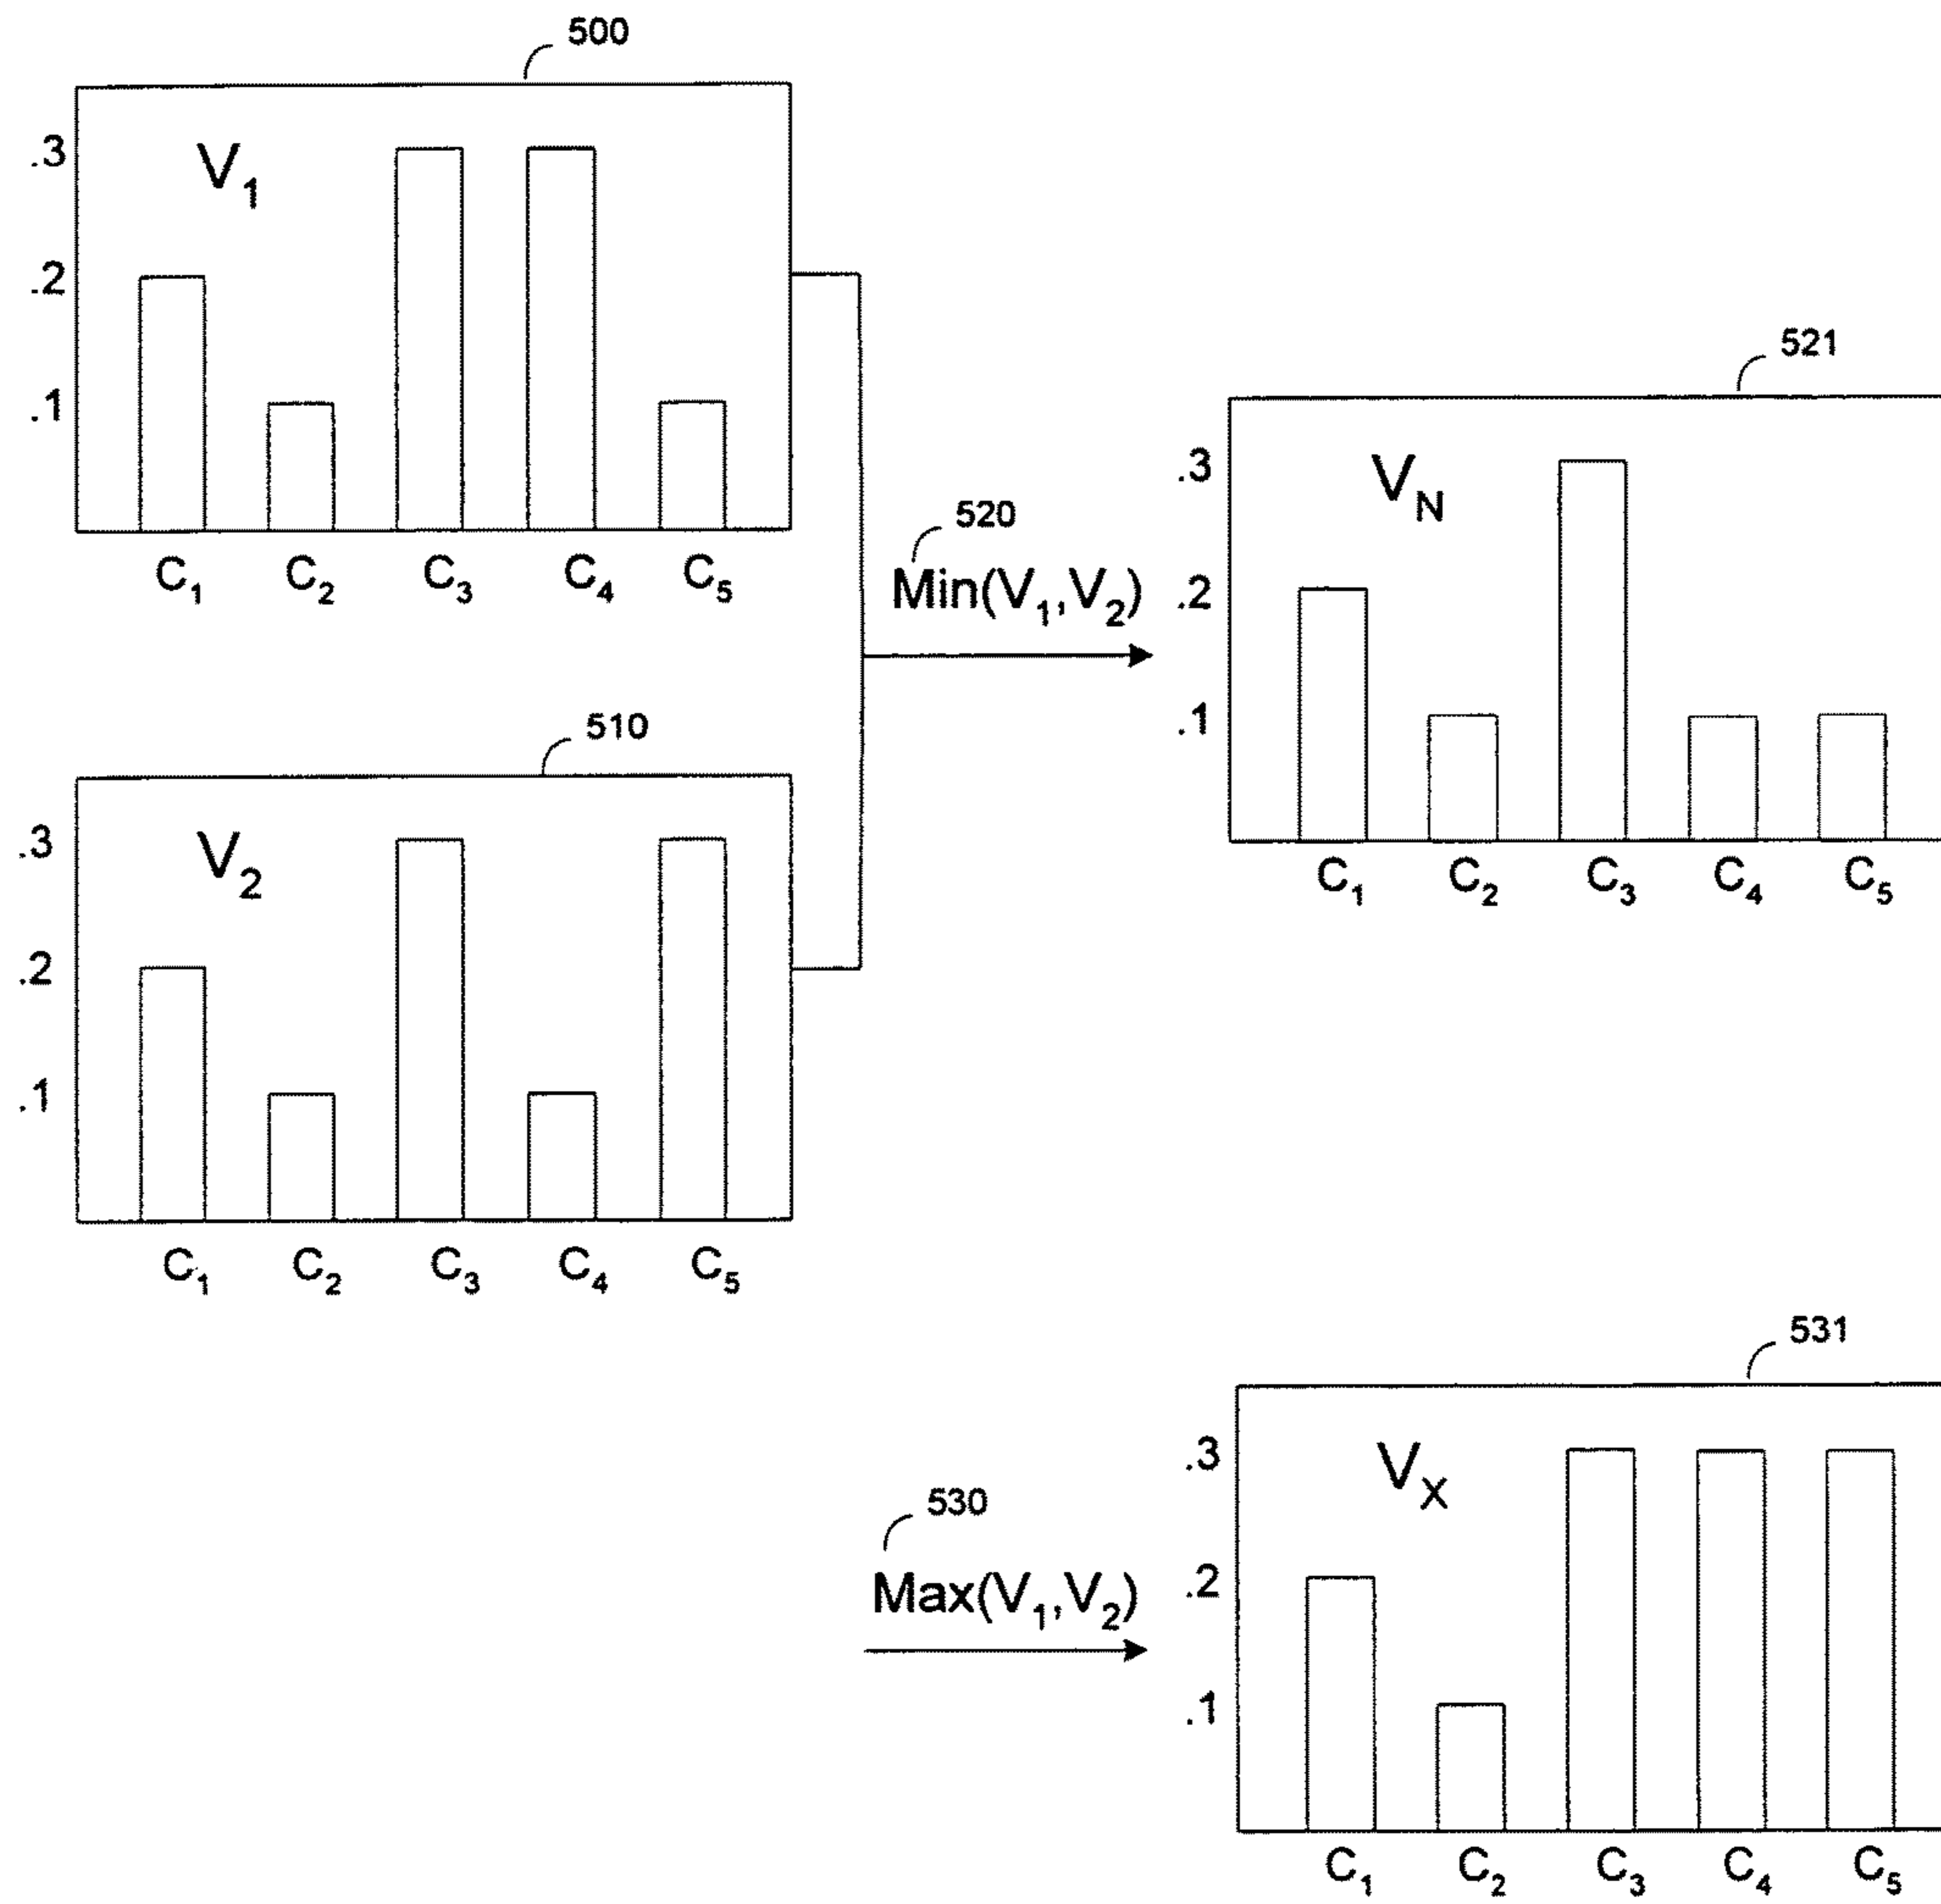 500
.3
V₁
.2
.1
C₁ C₂ C₃ C₄ C₅
510
.3
V₂
.2
.1
C₁ C₂ C₃ C₄ C₅
520
Min(V₁,V₂)
521
.3
V_N
.2
.1
C₁ C₂ C₃ C₄ C₅
530
Max(V₁,V₂)
531
.3
V_X
.2
.1
C₁ C₂ C₃ C₄ C₅